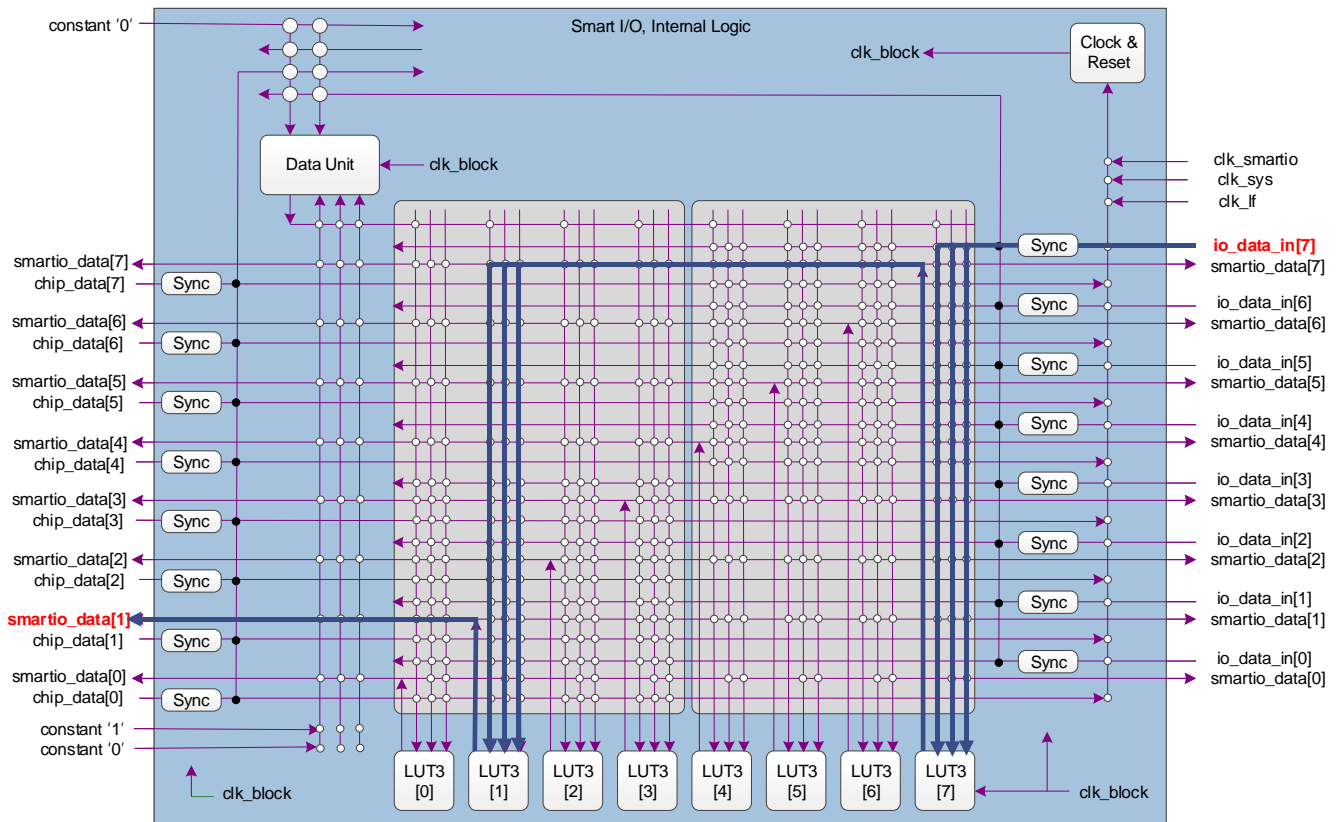 constant '0'
Smart I/O, Internal Logic
clk_block
Clock &
Reset
Data Unit
clk_block
clk_smartio
clk_sys
clk_lf
smartio_data[7]
chip_data[7]
Sync
smartio_data[6]
chip_data[6]
Sync
smartio_data[5]
chip_data[5]
Sync
smartio_data[4]
chip_data[4]
Sync
smartio_data[3]
chip_data[3]
Sync
smartio_data[2]
chip_data[2]
Sync
smartio_data[1]
chip_data[1]
Sync
smartio_data[0]
chip_data[0]
Sync
constant '1'
constant '0'
clk_block
Sync
io_data_in[7]
smartio_data[7]
Sync
io_data_in[6]
smartio_data[6]
Sync
io_data_in[5]
smartio_data[5]
Sync
io_data_in[4]
smartio_data[4]
Sync
io_data_in[3]
smartio_data[3]
Sync
io_data_in[2]
smartio_data[2]
Sync
io_data_in[1]
smartio_data[1]
Sync
io_data_in[0]
smartio_data[0]
LUT3
[0]
LUT3
[1]
LUT3
[2]
LUT3
[3]
LUT3
[4]
LUT3
[5]
LUT3
[6]
LUT3
[7]
clk_block